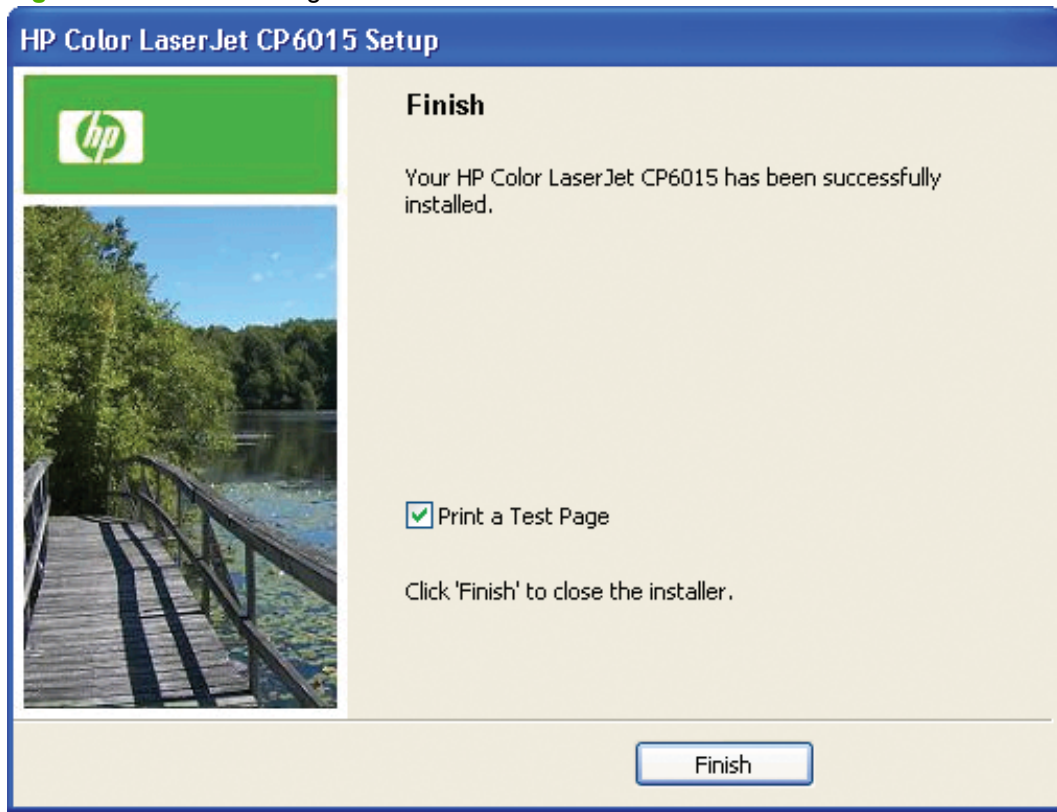 HP Color LaserJet CP6015 Setup
hp
Finish
Your HP Color LaserJet CP6015 has been successfully
installed.
Print a Test Page
Click 'Finish' to close the installer.
Finish